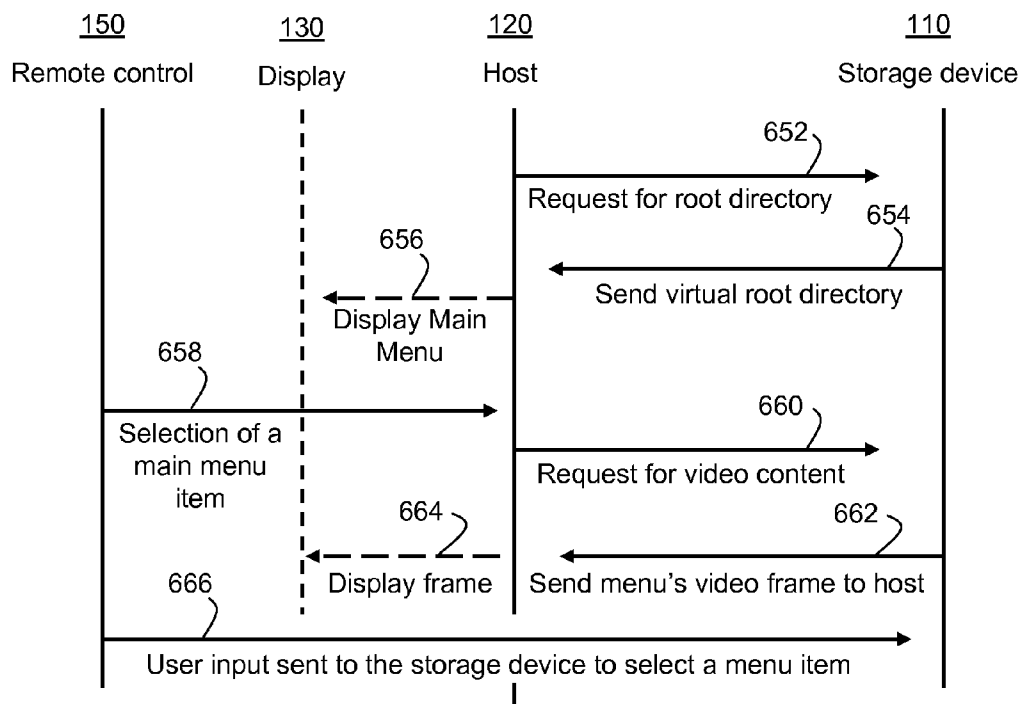 150
130
120
110
Remote control
Display
Host
Storage device
652
Request for root directory
654
Send virtual root directory
656
Display Main
Menu
658
Selection of a
main menu
item
660
Request for video content
662
Send menu's video frame to host
664
Display frame
666
User input sent to the storage device to select a menu item